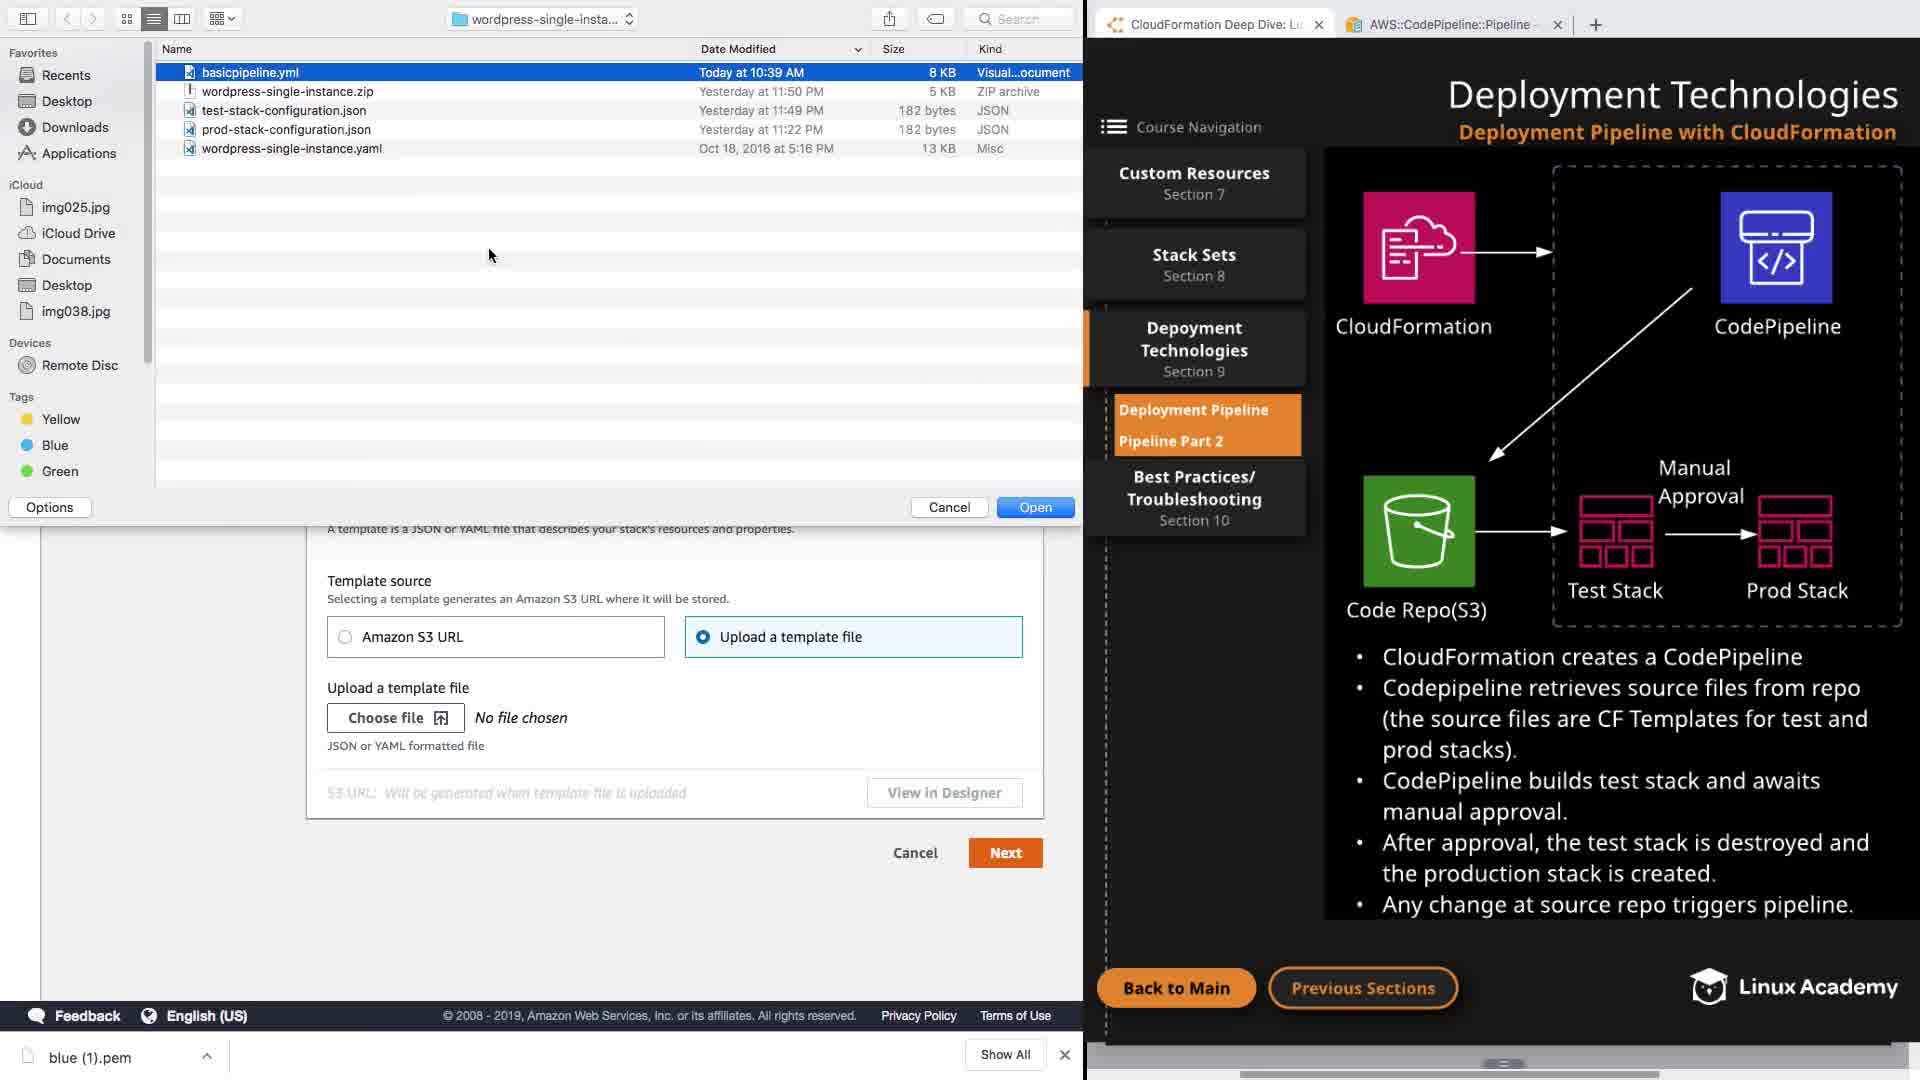 wordpress-single-insta...
Search
Name
Date Modified
Size
Kind
basicpipeline.yml
Today at 10:39 AM
8 KB
Visual...ocument
wordpress-single-instance.zip
Yesterday at 11:50 PM
5 KB
ZIP archive
test-stack-configuration.json
Yesterday at 11:49 PM
182 bytes
JSON
prod-stack-configuration.json
Yesterday at 11:22 PM
182 bytes
JSON
wordpress-single-instance.yaml
Oct 18, 2016 at 5:16 PM
13 KB
Misc
Favorites
Recents
Desktop
Downloads
Applications
iCloud
img025.jpg
iCloud Drive
Documents
Desktop
img038.jpg
Devices
Remote Disc
Tags
Yellow
Blue
Green
Options
Cancel
Open
A template is a JSON or YAML file that describes your stack's resources and properties.
Template source
Selecting a template generates an Amazon S3 URL where it will be stored.
Amazon S3 URL
Upload a template file
Upload a template file
Choose file
No file chosen
JSON or YAML formatted file
S3 URL: Will be generated when template file is uploaded
View in Designer
Cancel
Next
Feedback
English (US)
© 2008 - 2019, Amazon Web Services, Inc. or its affiliates. All rights reserved.
Privacy Policy
Terms of Use
blue (1).pem
Show All
CloudFormation Deep Dive: Li
AWS::CodePipeline::Pipeline -
Deployment Technologies
Deployment Pipeline with CloudFormation
Course Navigation
Custom Resources
Section 7
Stack Sets
Section 8
Depoyment
Technologies
Section 9
Deployment Pipeline
Pipeline Part 2
Best Practices/
Troubleshooting
Section 10
CloudFormation
CodePipeline
Manual
Approval
Code Repo(S3)
Test Stack
Prod Stack
• CloudFormation creates a CodePipeline
• Codepipeline retrieves source files from repo
(the source files are CF Templates for test and
prod stacks).
• CodePipeline builds test stack and awaits
manual approval.
• After approval, the test stack is destroyed and
the production stack is created.
• Any change at source repo triggers pipeline.
Back to Main
Previous Sections
Linux Academy